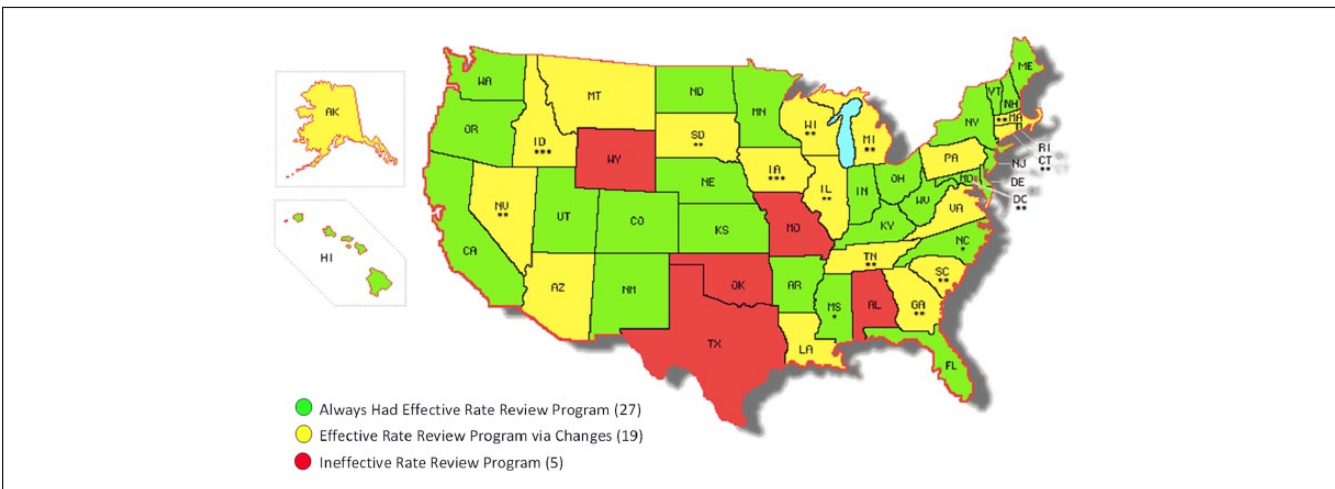 WA
MT
ND
MN
ME
VT
NH
AK
OR
ID
***
WY
SD
**
WI
**
MI
**
NY
** MA
RI
CT
**
NV
**
UT
CO
NE
IA
***
IL
**
IN
OH
PA
NJ
MD
DE
DC
**
WV
VA
CA
KS
MO
KY
HI
AZ
NM
OK
AR
TN
**
NC
*
SC
**
MS
*
AL
GA
**
TX
LA
FL
Always Had Effective Rate Review Program (27)
Effective Rate Review Program via Changes (19)
Ineffective Rate Review Program (5)